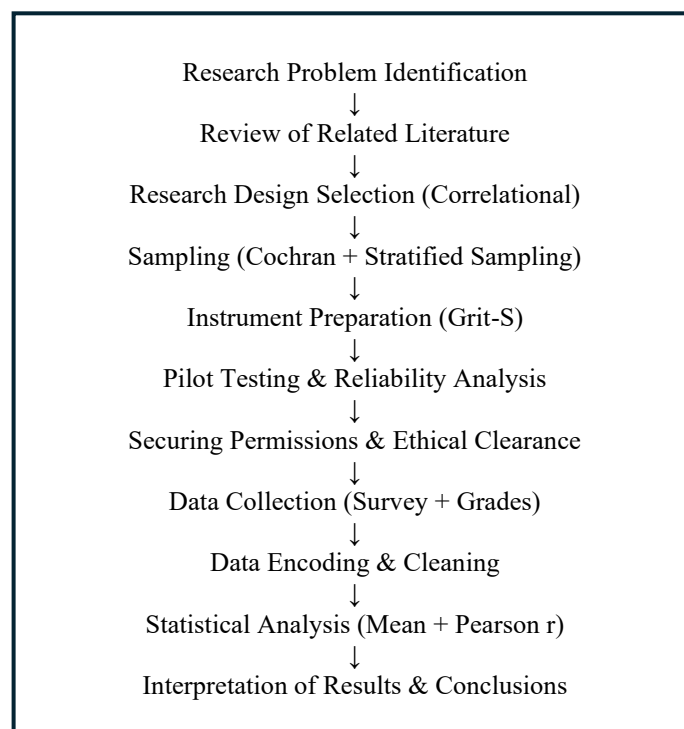 Research Problem Identification
↓
Review of Related Literature
↓
Research Design Selection (Correlational)
↓
Sampling (Cochran + Stratified Sampling)
↓
Instrument Preparation (Grit-S)
↓
Pilot Testing & Reliability Analysis
↓
Securing Permissions & Ethical Clearance
↓
Data Collection (Survey + Grades)
↓
Data Encoding & Cleaning
↓
Statistical Analysis (Mean + Pearson r)
↓
Interpretation of Results & Conclusions